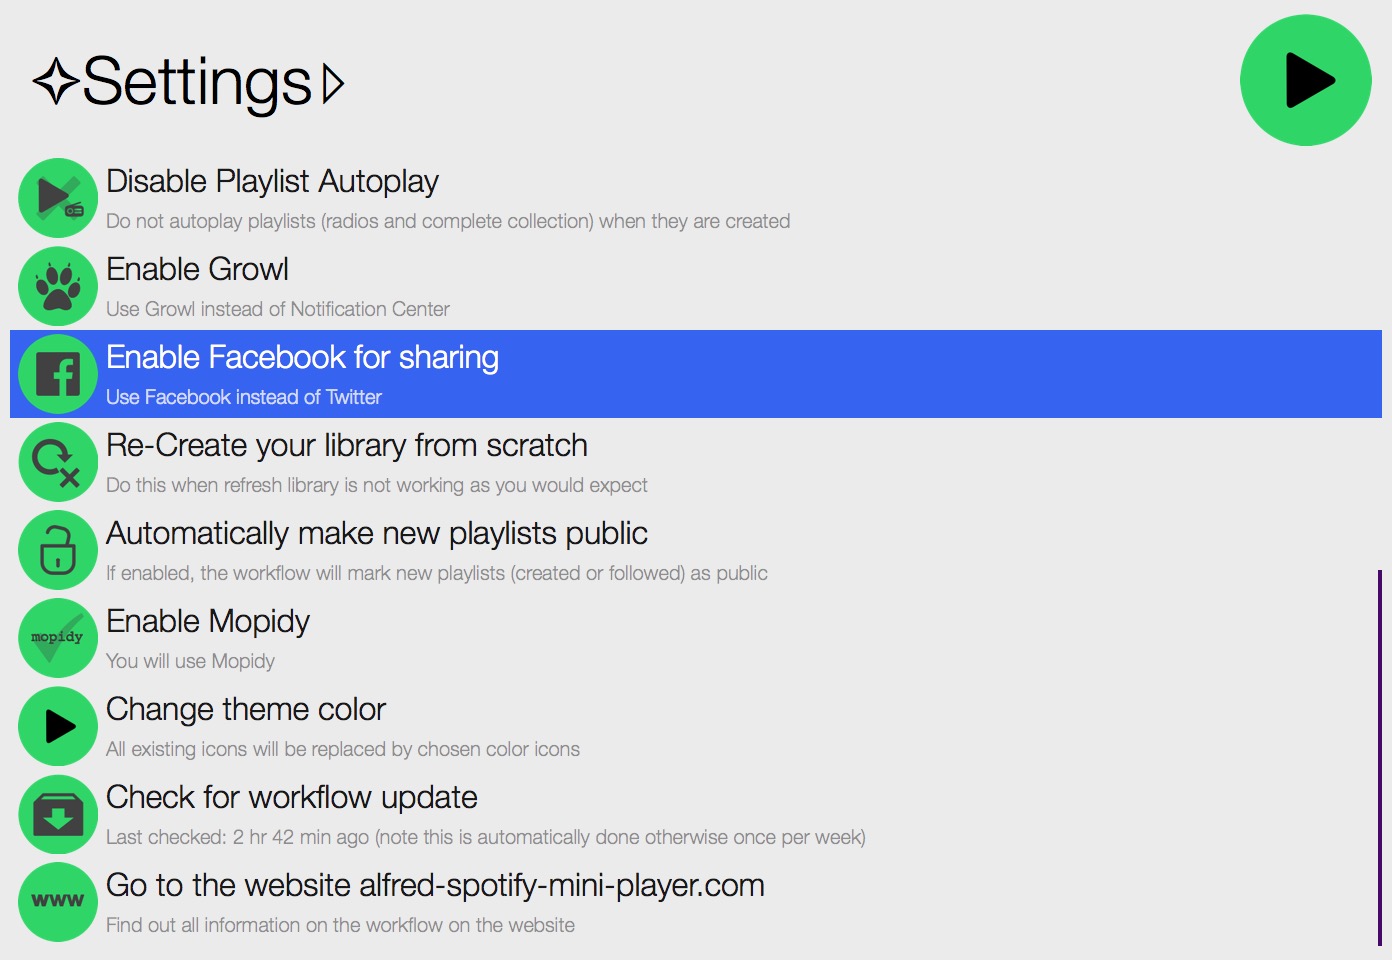 ✧Settings▷
Disable Playlist Autoplay
Do not autoplay playlists (radios and complete collection) when they are created
Enable Growl
Use Growl instead of Notification Center
Enable Facebook for sharing
Use Facebook instead of Twitter
Re-Create your library from scratch
Do this when refresh library is not working as you would expect
Automatically make new playlists public
If enabled, the workflow will mark new playlists (created or followed) as public
mopidy
Enable Mopidy
You will use Mopidy
Change theme color
All existing icons will be replaced by chosen color icons
Check for workflow update
Last checked: 2 hr 42 min ago (note this is automatically done otherwise once per week)
www
Go to the website alfred-spotify-mini-player.com
Find out all information on the workflow on the website